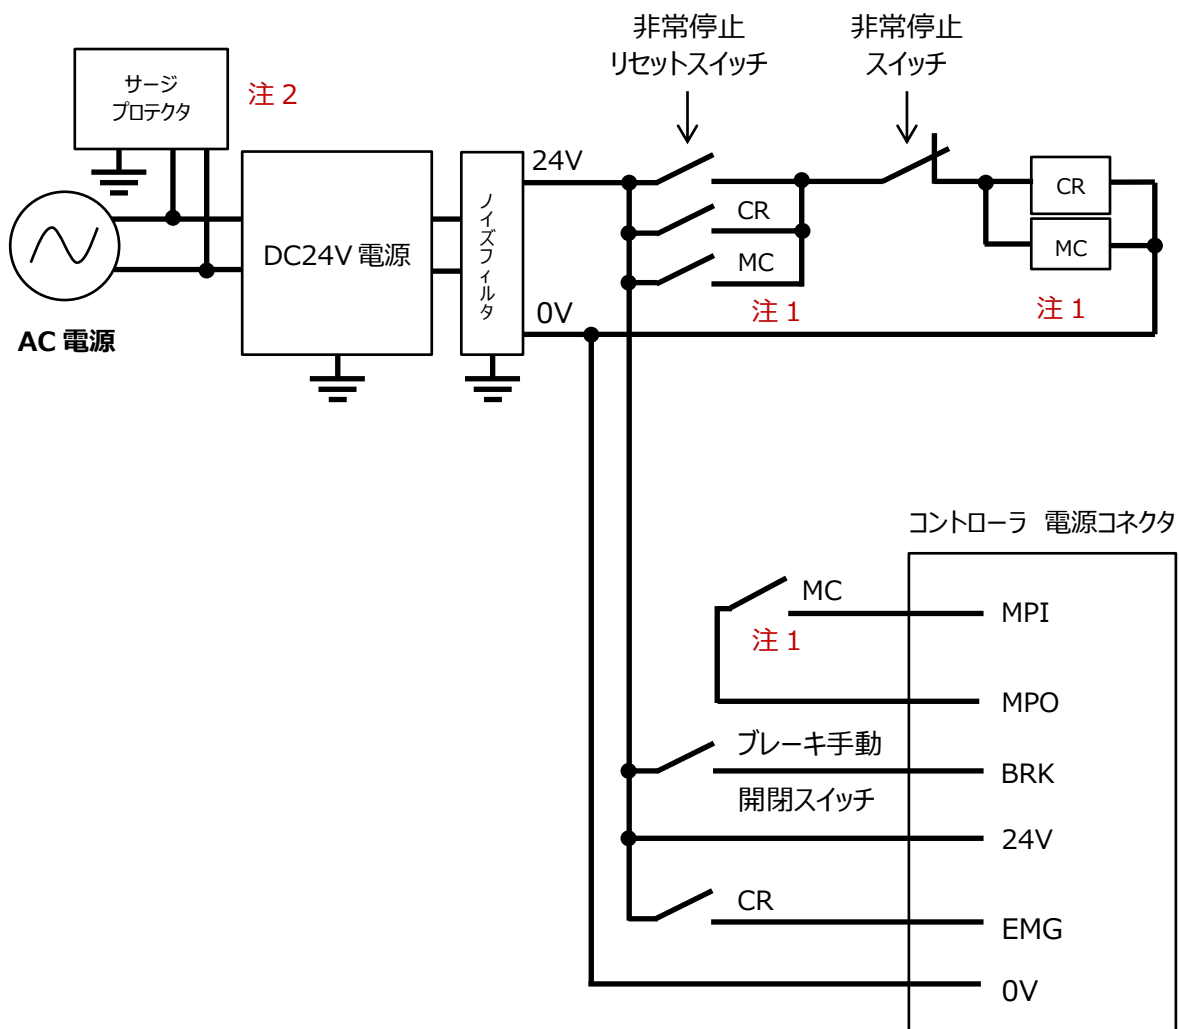 非常停止
リセットスイッチ
非常停止
スイッチ
サージ
プロテクタ
注 2
24V
CR
ノイズフィルタ
CR
DC24V 電源
MC
MC
注 1
注 1
0V
AC 電源
コントローラ　電源コネクタ
MC
MPI
注 1
MPO
ブレーキ手動
開閉スイッチ
BRK
24V
CR
EMG
0V